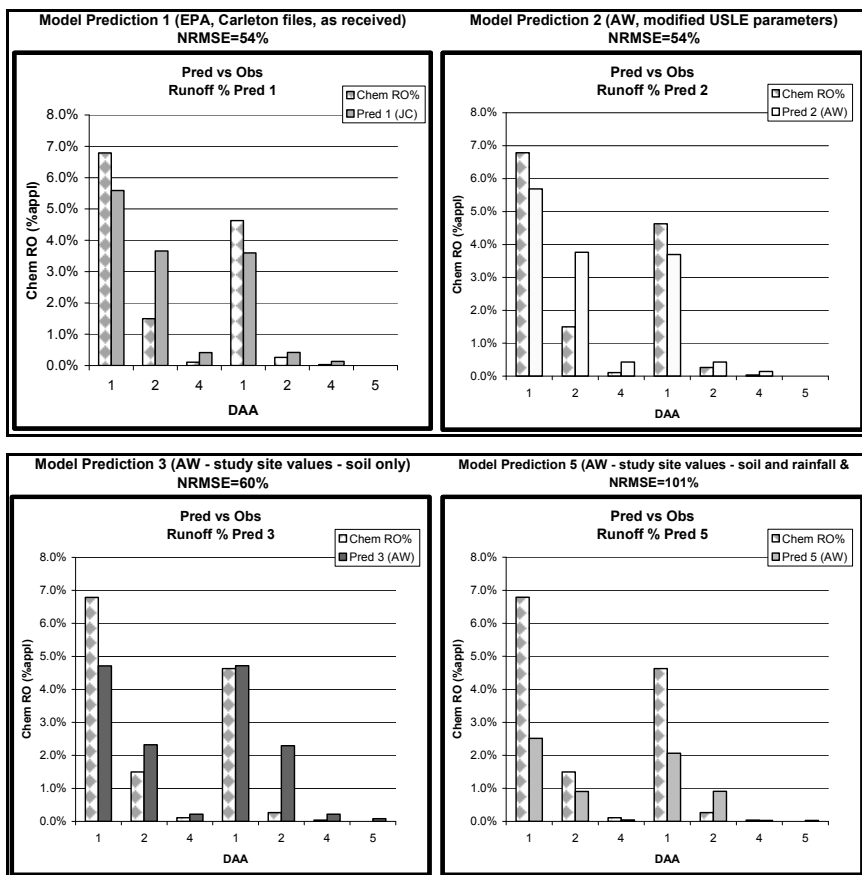 Model Prediction 1 (EPA, Carleton files, as received)
NRMSE=54%
Pred vs Obs
Runoff % Pred 1
Chem RO%
Pred 1 (JC)
8.0%
7.0%
6.0%
5.0%
4.0%
3.0%
2.0%
1.0%
0.0%
Chem RO (%appl)
1 2 4 1 2 4 5
DAA
Model Prediction 2 (AW, modified USLE parameters)
NRMSE=54%
Pred vs Obs
Runoff % Pred 2
Chem RO%
Pred 2 (AW)
8.0%
7.0%
6.0%
5.0%
4.0%
3.0%
2.0%
1.0%
0.0%
Chem RO (%appl)
1 2 4 1 2 4 5
DAA
Model Prediction 3 (AW - study site values - soil only)
NRMSE=60%
Pred vs Obs
Runoff % Pred 3
Chem RO%
Pred 3 (AW)
8.0%
7.0%
6.0%
5.0%
4.0%
3.0%
2.0%
1.0%
0.0%
Chem RO (%appl)
1 2 4 1 2 4 5
DAA
Model Prediction 5 (AW - study site values - soil and rainfall &
NRMSE=101%
Pred vs Obs
Runoff % Pred 5
Chem RO%
Pred 5 (AW)
8.0%
7.0%
6.0%
5.0%
4.0%
3.0%
2.0%
1.0%
0.0%
Chem RO (%appl)
1 2 4 1 2 4 5
DAA